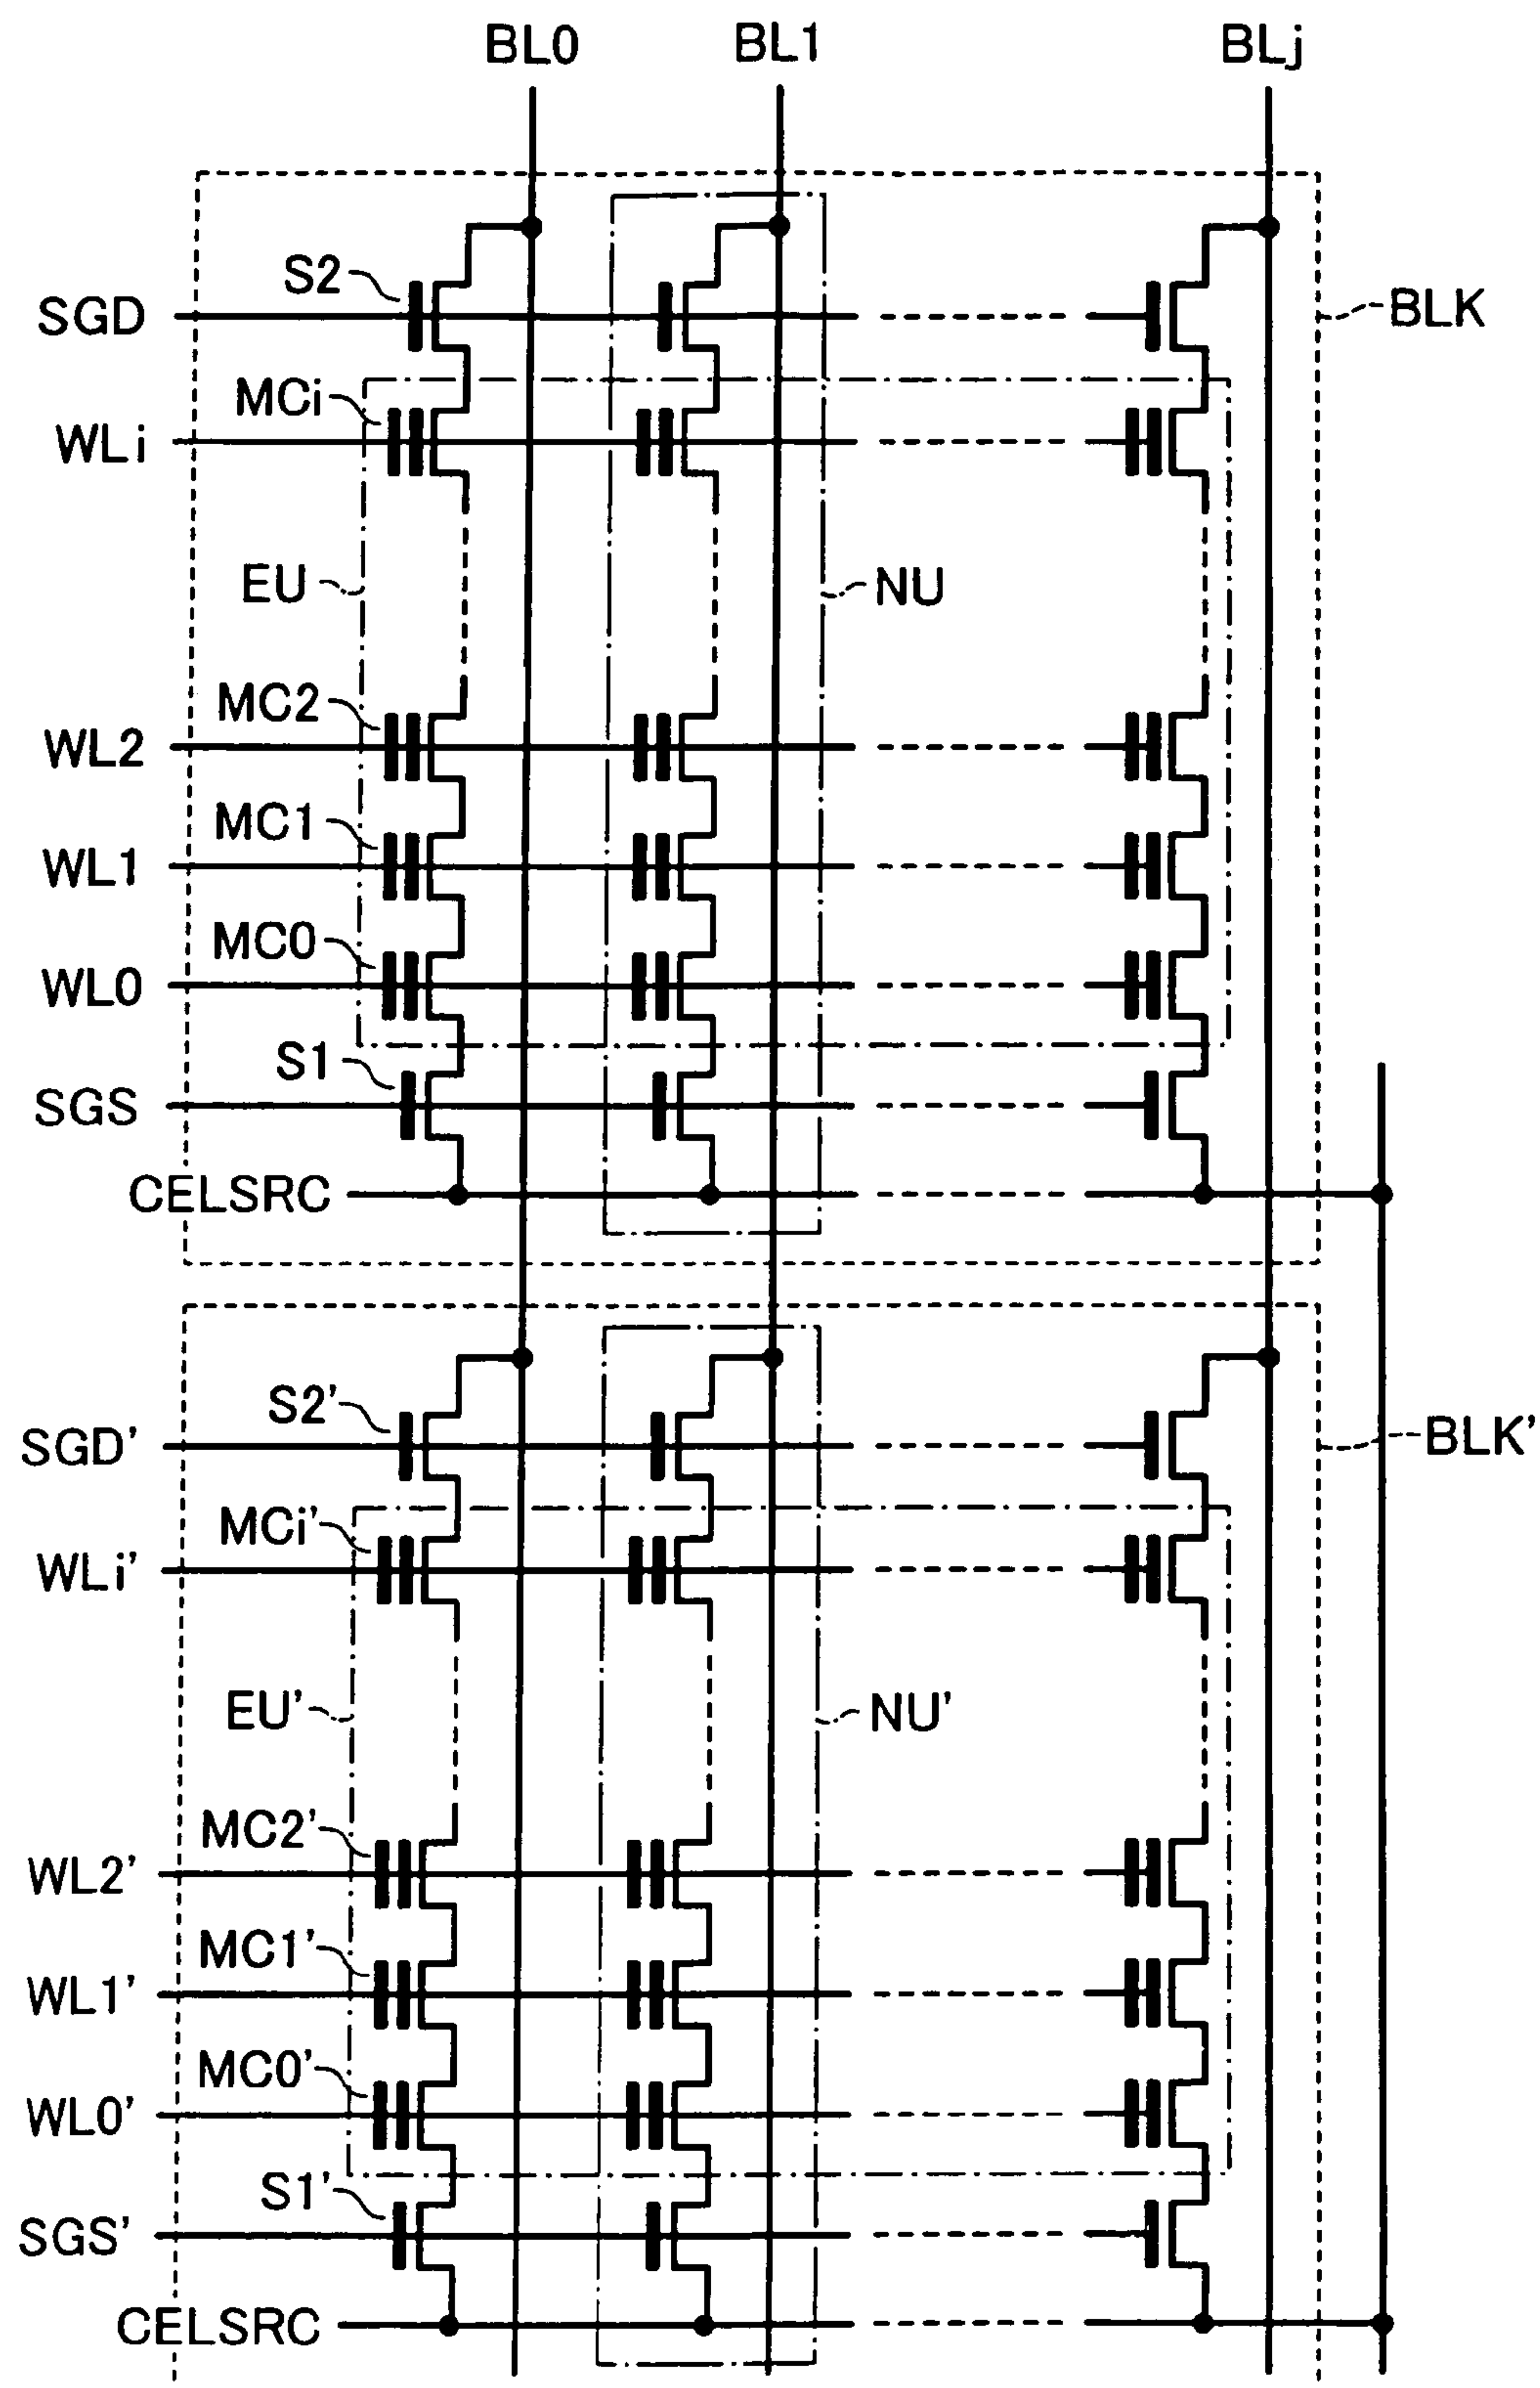 BL0 BL1 BLj
S2
SGD BLK
MCi
WLi
EU NU
MC2
WL2
MC1
WL1
MC0
WL0
S1
SGS
CELSRC
S2'
SGD' BLK'
MCi'
WLi'
EU' NU'
MC2'
WL2'
MC1'
WL1'
MC0'
WL0'
S1'
SGS'
CELSRC